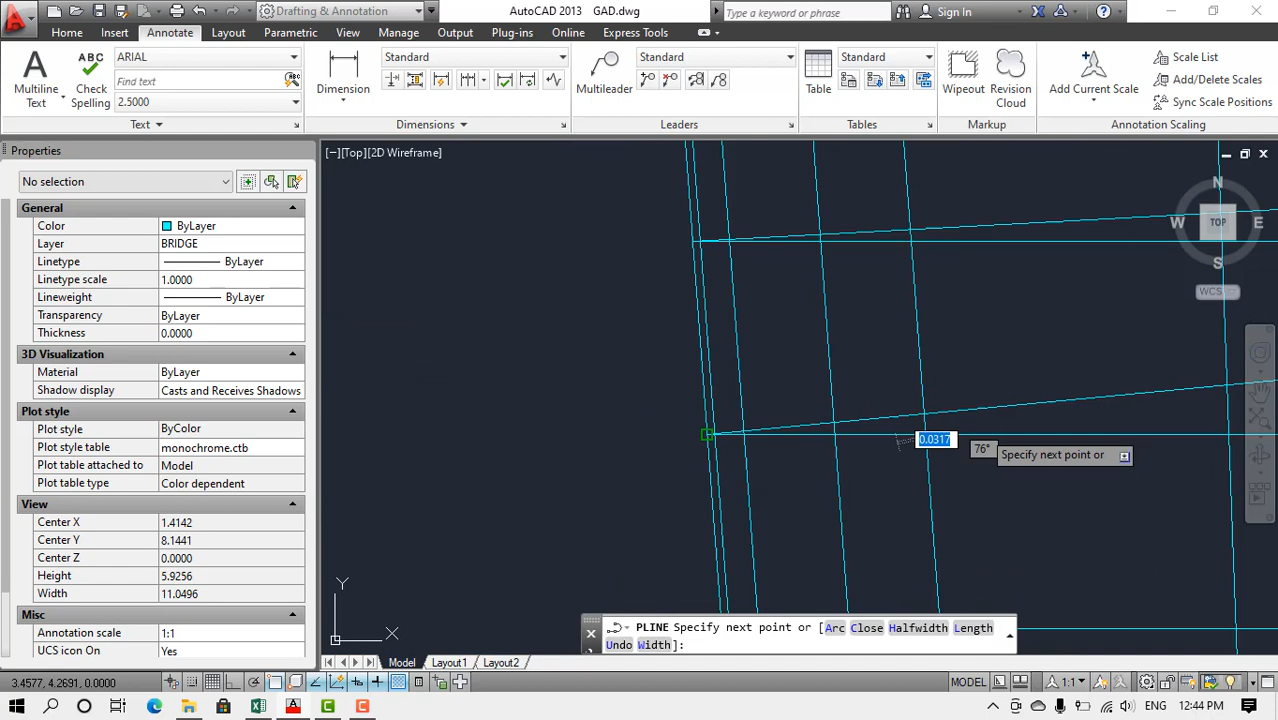 Drafting & Annotation
AutoCAD 2013 GAD.dwg
Type a keyword or phrase
Sign In
Home Insert Annotate Layout Parametric View Manage Output Plug-ins Online Express Tools
Multiline Text
ABC
Check Spelling
ARIAL
Find text
2.5000
Text
Dimension
Standard
Dimensions
Multileader
Standard
Leaders
Table
Standard
Tables
Wipeout
Revision Cloud
Markup
Add Current Scale
Scale List
Add/Delete Scales
Sync Scale Positions
Annotation Scaling
Properties
No selection
General
Color ByLayer
Layer BRIDGE
Linetype ByLayer
Linetype scale 1.0000
Lineweight ByLayer
Transparency ByLayer
Thickness 0.0000
3D Visualization
Material ByLayer
Shadow display Casts and Receives Shadows
Plot style
Plot style ByColor
Plot style table monochrome.ctb
Plot table attached to Model
Plot table type Color dependent
View
Center X 1.4142
Center Y 8.1441
Center Z 0.0000
Height 5.9256
Width 11.0496
Misc
Annotation scale 1:1
UCS icon On Yes
[−][Top][2D Wireframe]
N
W TOP E
S
WCS
0.0317
76°
Specify next point or
Y
X
PLINE Specify next point or [Arc Close Halfwidth Length
Undo Width]:
Model Layout1 Layout2
3.4577, 4.2691, 0.0000
MODEL
1:1
ENG 12:44 PM